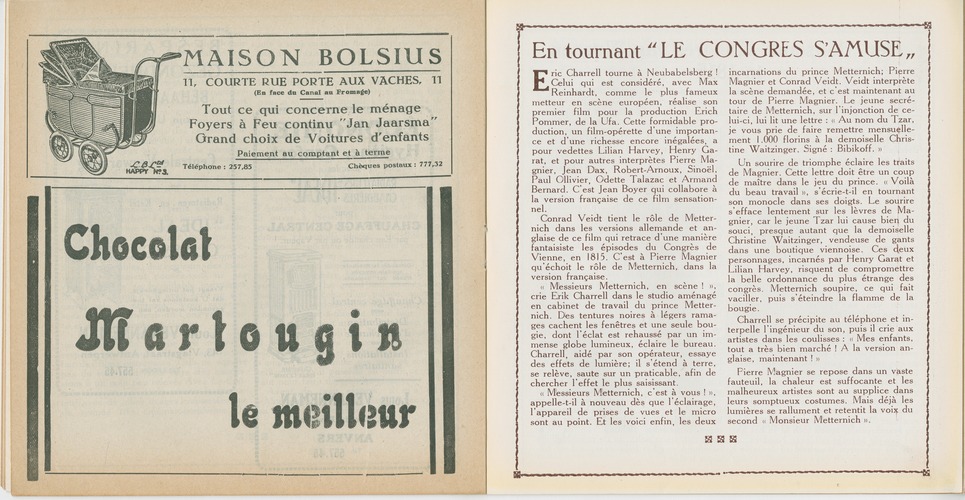 MAISON BOLSIUS
11, COURTE RUE PORTE AUX VACHES, 11
(En face du Canal au Fromage)
Tout ce qui concerne le ménage
Foyers à Feu continu "Jan Jaarsma"
Grand choix de Voitures d'enfants
Paiement au comptant et à terme
Téléphone : 257,85 Chèques postaux : 777,32
HAPPY No 3.
Chocolat
Martougin
le meilleur
En tournant "LE CONGRES S'AMUSE„
Eric Charrell tourne à Neubabelsberg !
Celui qui est considéré, avec Max
Reinhardt, comme le plus fameux
metteur en scène européen, réalise son
premier film pour la production Erich
Pommer, de la Ufa. Cette formidable pro-
duction, un film-opérette d'une importan-
ce et d'une richesse encore inégalées, a
pour vedettes Lilian Harvey, Henry Ga-
rat, et pour autres interprètes Pierre Ma-
gnier, Jean Dax, Robert-Arnoux, Sinoël,
Paul Ollivier, Odette Talazac et Armand
Bernard. C'est Jean Boyer qui collabore à
la version française de ce film sensation-
nel.
Conrad Veidt tient le rôle de Metter-
nich dans les versions allemande et an-
glaise de ce film qui retrace d'une manière
fantaisiste les épisodes du Congrès de
Vienne, en 1815. C'est à Pierre Magnier
qu'échoit le rôle de Metternich, dans la
version française.
« Messieurs Metternich, en scène ! »,
crie Erik Charrell dans le studio aménagé
en cabinet de travail du prince Metter-
nich. Des tentures noires à légers rama-
ges cachent les fenêtres et une seule bou-
gie, dont l'éclat est rehaussé par un im-
mense globe lumineux, éclaire le bureau.
Charrell, aidé par son opérateur, essaye
des effets de lumière; il s'étend à terre,
se relève, saute sur un praticable, afin de
chercher l'effet le plus saisissant.
« Messieurs Metternich, c'est à vous ! »,
appelle-t-il à nouveau dès que l'éclairage,
l'appareil de prises de vues et le micro
sont au point. Et les voici enfin, les deux
incarnations du prince Metternich; Pierre
Magnier et Conrad Veidt. Veidt interprète
la scène demandée, et c'est maintenant au
tour de Pierre Magnier. Le jeune secré-
taire de Metternich, sur l'injonction de ce-
lui-ci, lui lit une lettre : « Au nom du Tzar,
je vous prie de faire remettre mensuelle-
ment 1.000 florins à la demoiselle Chris-
tine Waitzinger. Signé : Bibikoff. »
Un sourire de triomphe éclaire les traits
de Magnier. Cette lettre doit être un coup
de maître dans le jeu du prince. « Voilà
du beau travail », s'écrie-t-il en tournant
son monocle dans ses doigts. Le sourire
s'efface lentement sur les lèvres de Ma-
gnier, car le jeune Tzar lui cause bien du
souci, presque autant que la demoiselle
Christine Waitzinger, vendeuse de gants
dans une boutique viennoise. Ces deux
personnages, incarnés par Henry Garat et
Lilian Harvey, risquent de compromettre
la belle ordonnance du plus étrange des
congrès. Metternich soupire, ce qui fait
vaciller, puis s'éteindre la flamme de la
bougie.
Charrell se précipite au téléphone et in-
terpelle l'ingénieur du son, puis il crie aux
artistes dans les coulisses : « Mes enfants,
tout a très bien marché ! A la version an-
glaise, maintenant ! »
Pierre Magnier se repose dans un vaste
fauteuil, la chaleur est suffocante et les
malheureux artistes sont au supplice dans
leurs somptueux costumes. Mais déjà les
lumières se rallument et retentit la voix du
second « Monsieur Metternich ».